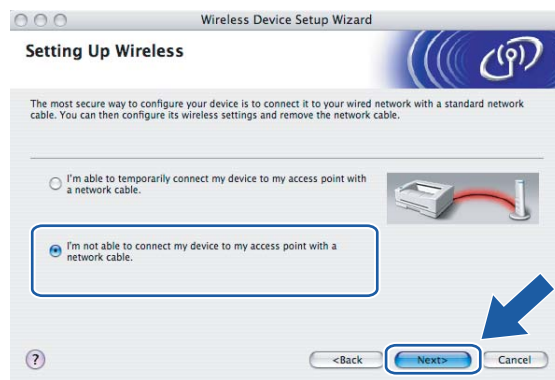 Wireless Device Setup Wizard
Setting Up Wireless
The most secure way to configure your device is to connect it to your wired network with a standard network
cable. You can then configure its wireless settings and remove the network cable.
I'm able to temporarily connect my device to my access point with
a network cable.
I'm not able to connect my device to my access point with a
network cable.
?
<Back
Next>
Cancel